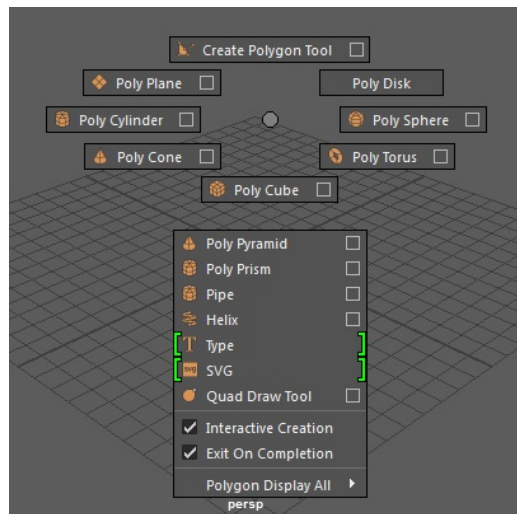 Create Polygon Tool
Poly Plane
Poly Disk
Poly Cylinder
Poly Sphere
Poly Cone
Poly Torus
Poly Cube
Poly Pyramid
Poly Prism
Pipe
Helix
T Type
SVG SVG
Quad Draw Tool
Interactive Creation
Exit On Completion
Polygon Display All
persp